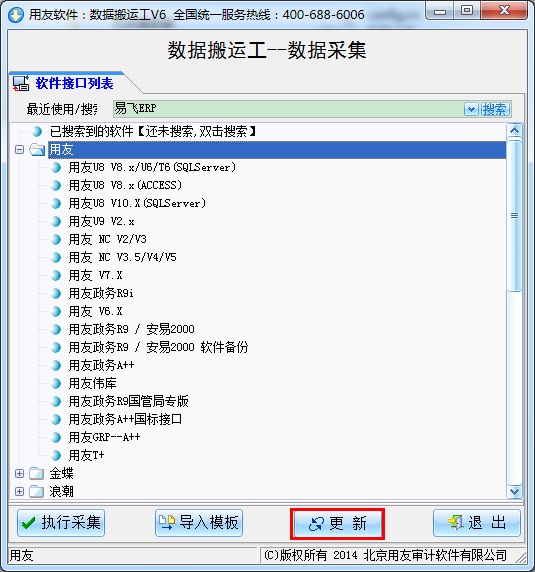 用友软件：数据搬运工V6 全国统一服务热线：400-688-6006
数据搬运工--数据采集
软件接口列表
最近使用/搜 易飞ERP 搜索
已搜索到的软件【还未搜索,双击搜索】
用友
用友U8 V8.x/U6/T6(SQLServer)
用友U8 V8.x(ACCESS)
用友U8 V10.X(SQLServer)
用友U9 V2.x
用友 NC V2/V3
用友 NC V3.5/V4/V5
用友 V7.X
用友政务R9i
用友 V6.X
用友政务R9 / 安易2000
用友政务R9 / 安易2000 软件备份
用友政务A++
用友伟库
用友政务R9国管局专版
用友政务A++国标接口
用友GRP--A++
用友T+
金蝶
浪潮
执行采集 导入模板 更 新 退 出
用友 (C)版权所有 2014 北京用友审计软件有限公司